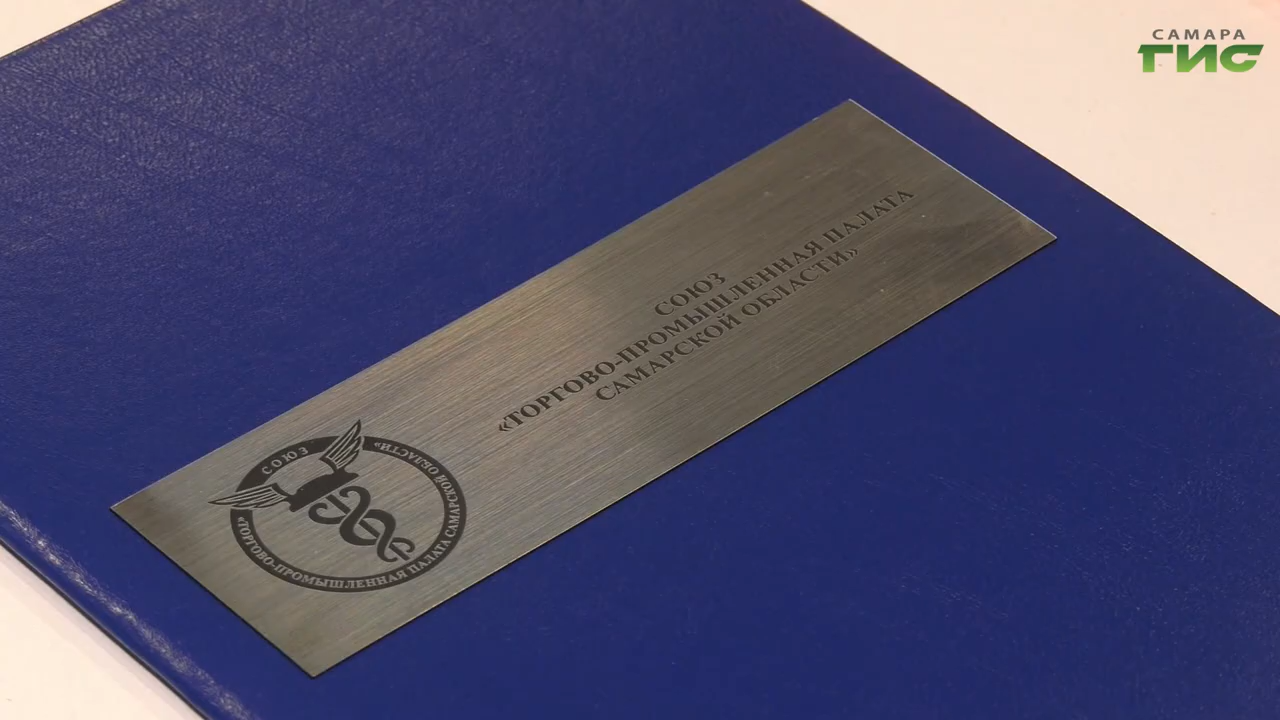 САМАРА
ГИС
СОЮЗ
«ТОРГОВО-ПРОМЫШЛЕННАЯ ПАЛАТА
САМАРСКОЙ ОБЛАСТИ»
СОЮЗ
«ТОРГОВО-ПРОМЫШЛЕННАЯ ПАЛАТА САМАРСКОЙ ОБЛАСТИ»